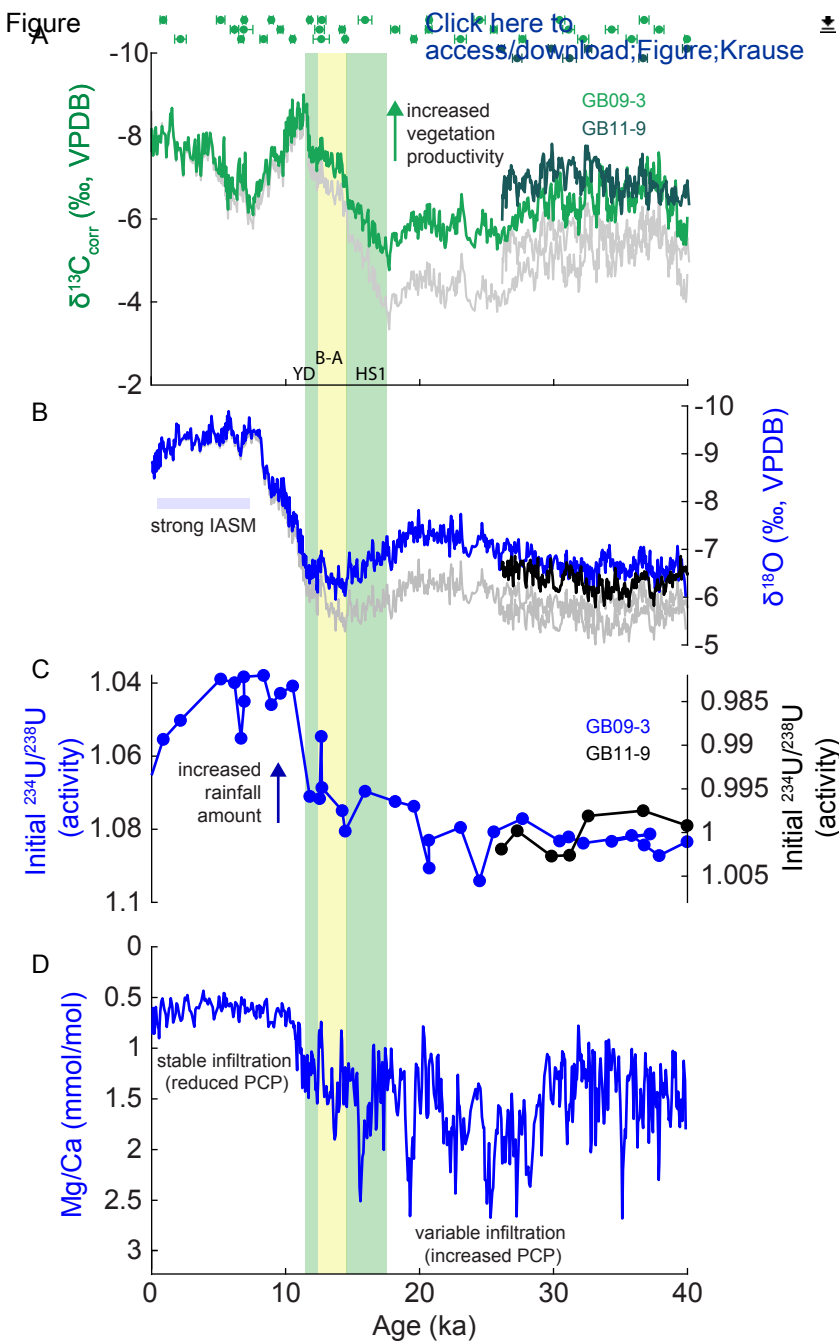 Figure
Click here to
access/download;Figure;Krause
A
-10
-8
-6
-4
-2
δ13Ccorr (‰, VPDB)
increased
vegetation
productivity
GB09-3
GB11-9
YD
B-A
HS1
B
-10
-9
-8
-7
-6
-5
δ18O (‰, VPDB)
strong IASM
C
1.04
1.06
1.08
1.1
Initial 234U/238U
(activity)
increased
rainfall
amount
GB09-3
GB11-9
0.985
0.99
0.995
1
1.005
Initial 234U/238U
(activity)
D
0
0.5
1
1.5
2
2.5
3
Mg/Ca (mmol/mol)
stable infiltration
(reduced PCP)
variable infiltration
(increased PCP)
0 10 20 30 40
Age (ka)